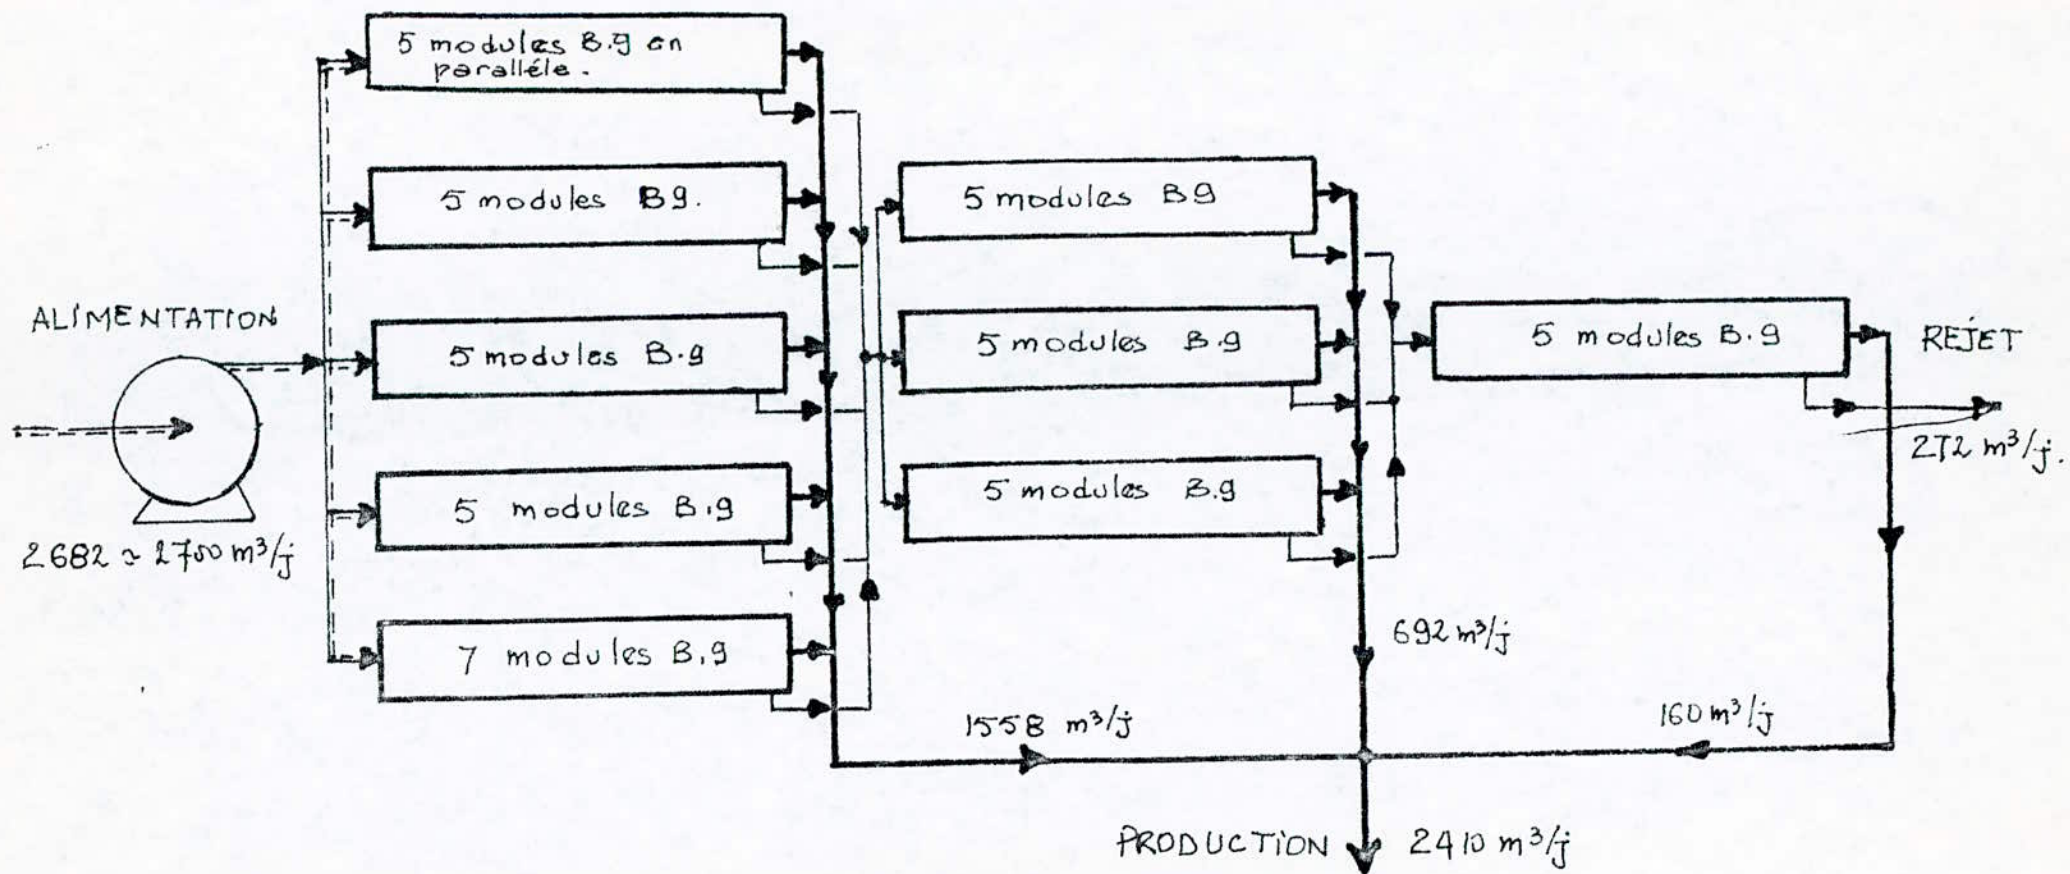 5 modules B.9 en
parallèle.
5 modules B9.
5 modules B.9
5 modules B.9
7 modules B.9
5 modules B9
5 modules B.9
5 modules B.9
5 modules B.9
ALIMENTATION
2682 ≃ 2700 m³/j
REJET
272 m³/j.
692 m³/j
1558 m³/j
160 m³/j
PRODUCTION 2410 m³/j